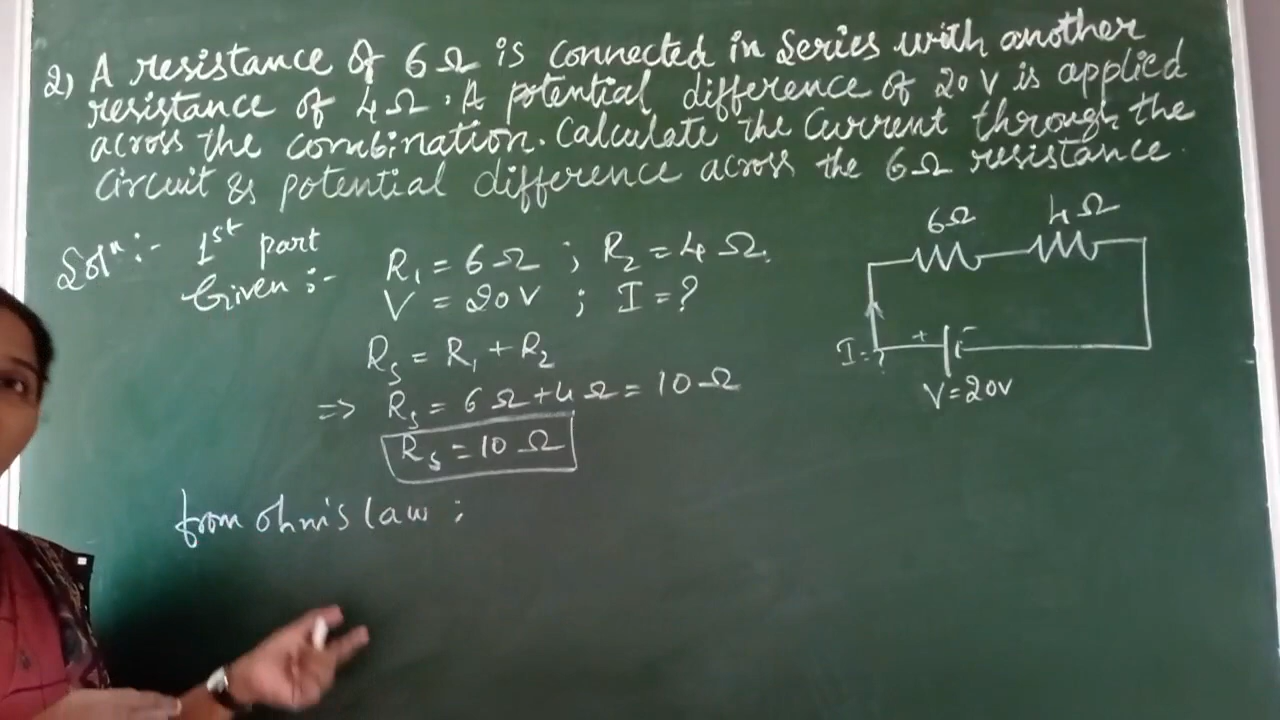 2) A resistance of 6Ω is connected in Series with another
resistance of 4Ω. A potential difference of 20V is applied
across the combination. Calculate the Current through the
Circuit & potential difference across the 6Ω resistance.
Solⁿ:- 1st part
Given :-
R₁ = 6Ω ; R₂ = 4Ω.
V = 20V ; I = ?
Rₛ = R₁ + R₂
=> Rₛ = 6Ω + 4Ω = 10Ω
Rₛ = 10Ω
from ohm's law ;
6Ω 4Ω
I=? + -
V=20V